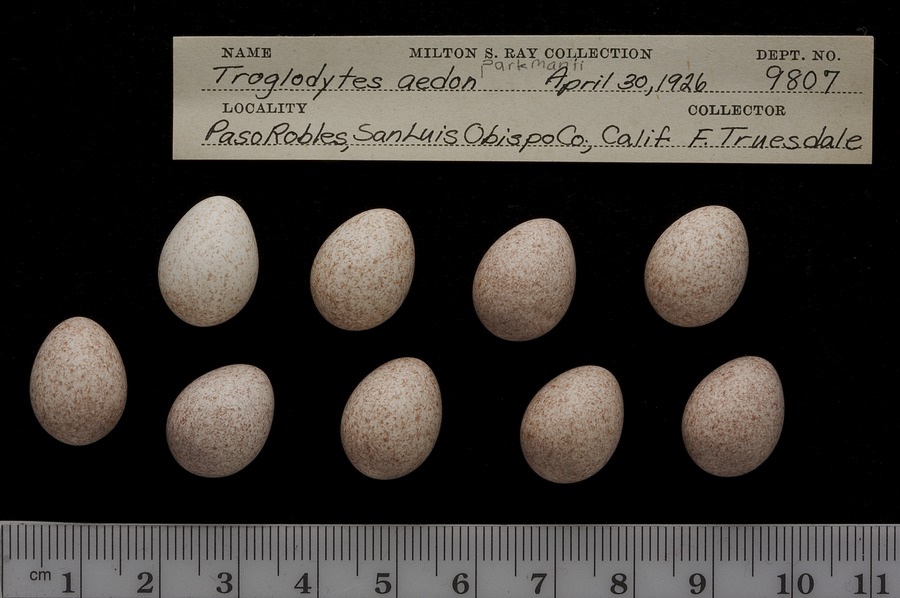 NAME MILTON S. RAY COLLECTION DEPT. NO.
parkmanii
Troglodytes aedon April 30, 1926 9807
LOCALITY COLLECTOR
Paso Robles, San Luis Obispo Co., Calif F. Truesdale
cm 1 2 3 4 5 6 7 8 9 10 11